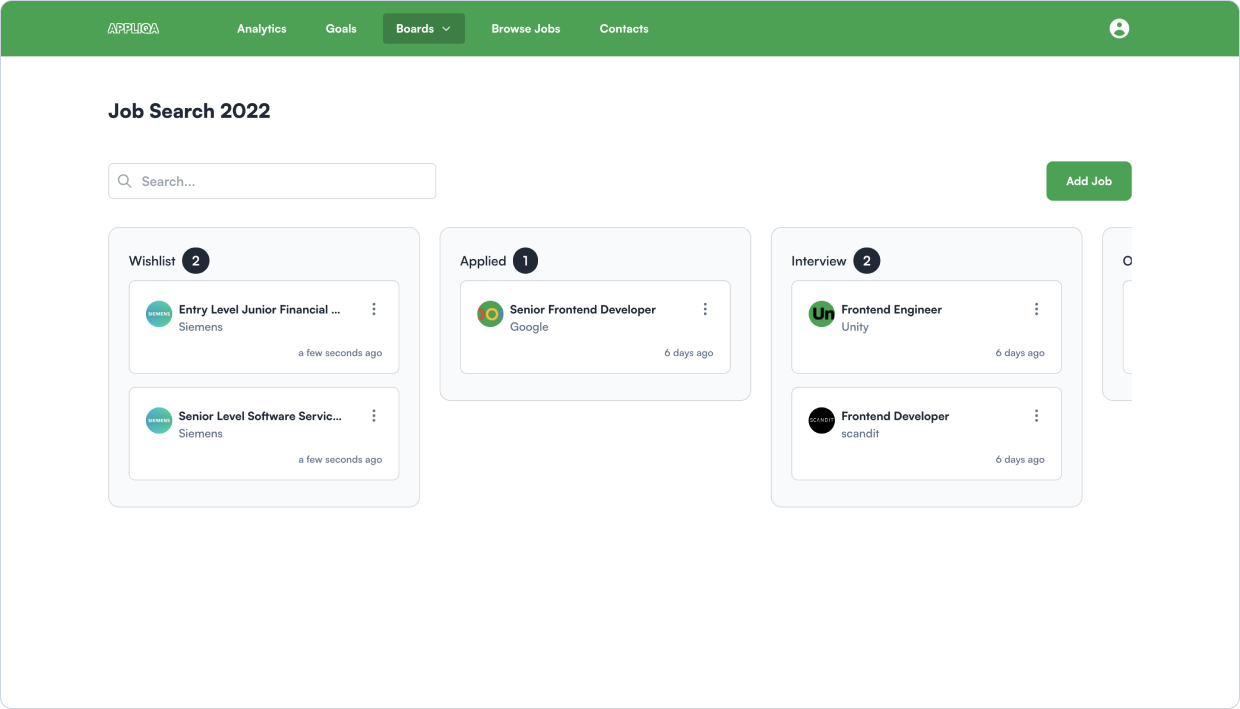 APPLIQA
Analytics
Goals
Boards
Browse Jobs
Contacts
Job Search 2022
Search...
Add Job
Wishlist 2
SIEMENS
Entry Level Junior Financial ...
Siemens
a few seconds ago
SIEMENS
Senior Level Software Servic...
Siemens
a few seconds ago
Applied 1
Senior Frontend Developer
Google
6 days ago
Interview 2
Un
Frontend Engineer
Unity
6 days ago
SCANDIT
Frontend Developer
scandit
6 days ago
O